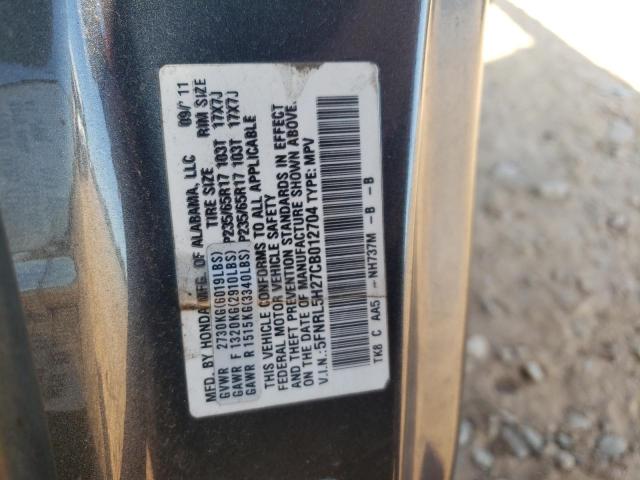 MFD. BY HONDA MFG. OF ALABAMA, LLC 09/ 11
TIRE SIZE RIM SIZE
GVWR 2730KG(6019LBS)
GAWR F 1320KG(2910LBS) P235/65R17 103T 17X7J
GAWR R 1515KG(3340LBS) P235/65R17 103T 17X7J
THIS VEHICLE CONFORMS TO ALL APPLICABLE
FEDERAL MOTOR VEHICLE SAFETY
AND THEFT PREVENTION STANDARDS IN EFFECT
ON THE DATE OF MANUFACTURE SHOWN ABOVE.
V.I.N.: 5FNRL5H27CB012704 TYPE: MPV
TK8 C AA5 NH737M - B - B